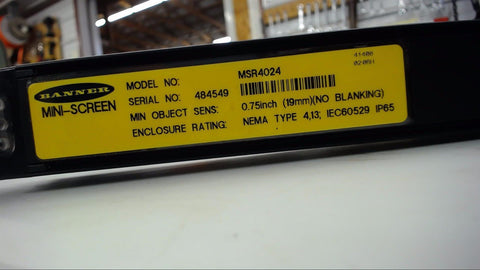 BANNER
MINI-SCREEN
MODEL NO: MSR4024
SERIAL NO: 484549
MIN OBJECT SENS: 0.75inch (19mm)(NO BLANKING)
ENCLOSURE RATING: NEMA TYPE 4,13; IEC60529 IP65
41400